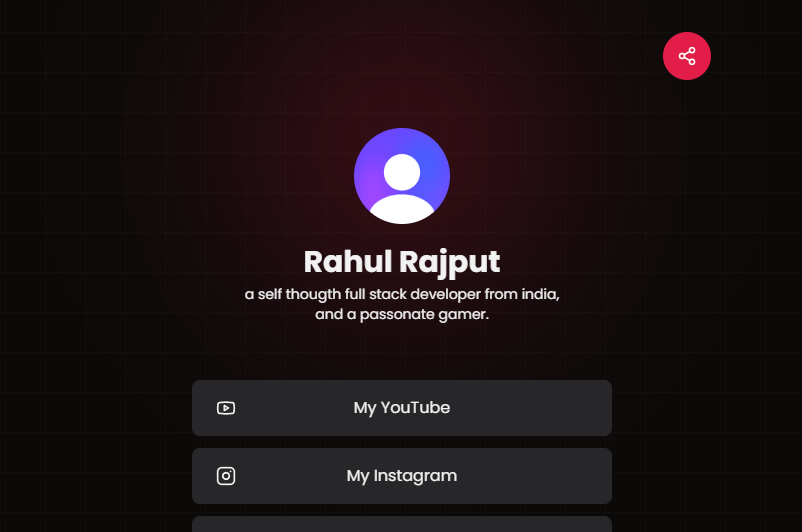 Rahul Rajput
a self thougth full stack developer from india,
and a passonate gamer.
My YouTube
My Instagram